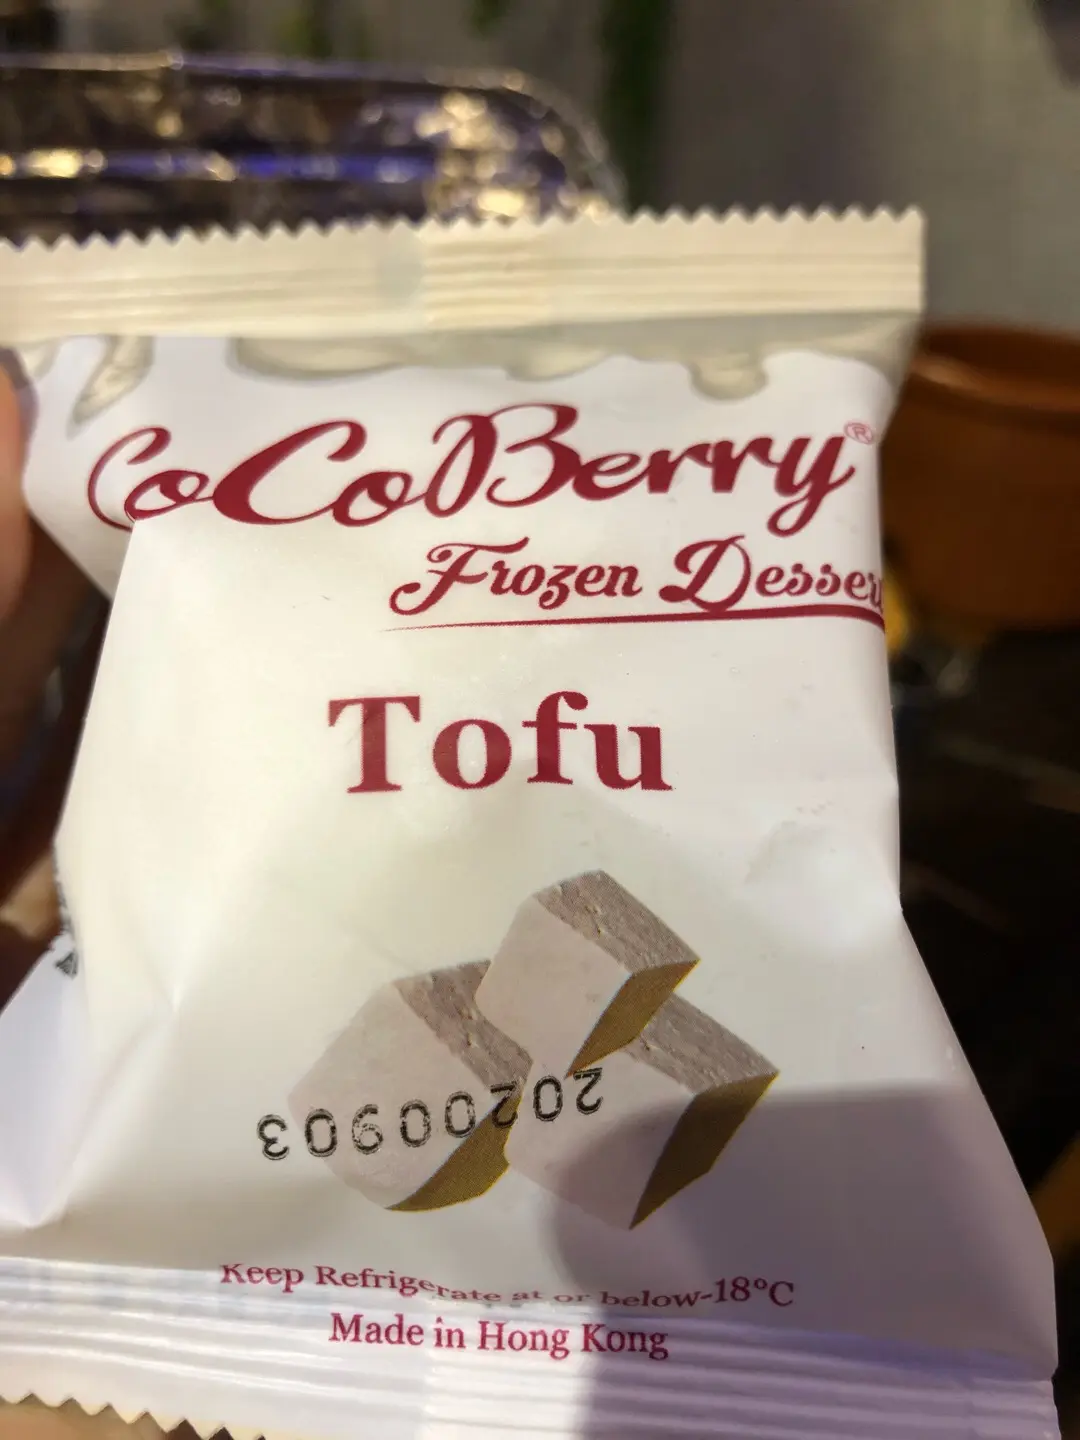 CoCoBerry®
Frozen Dessert
Tofu
20200903
Keep Refrigerate at or below-18°C
Made in Hong Kong